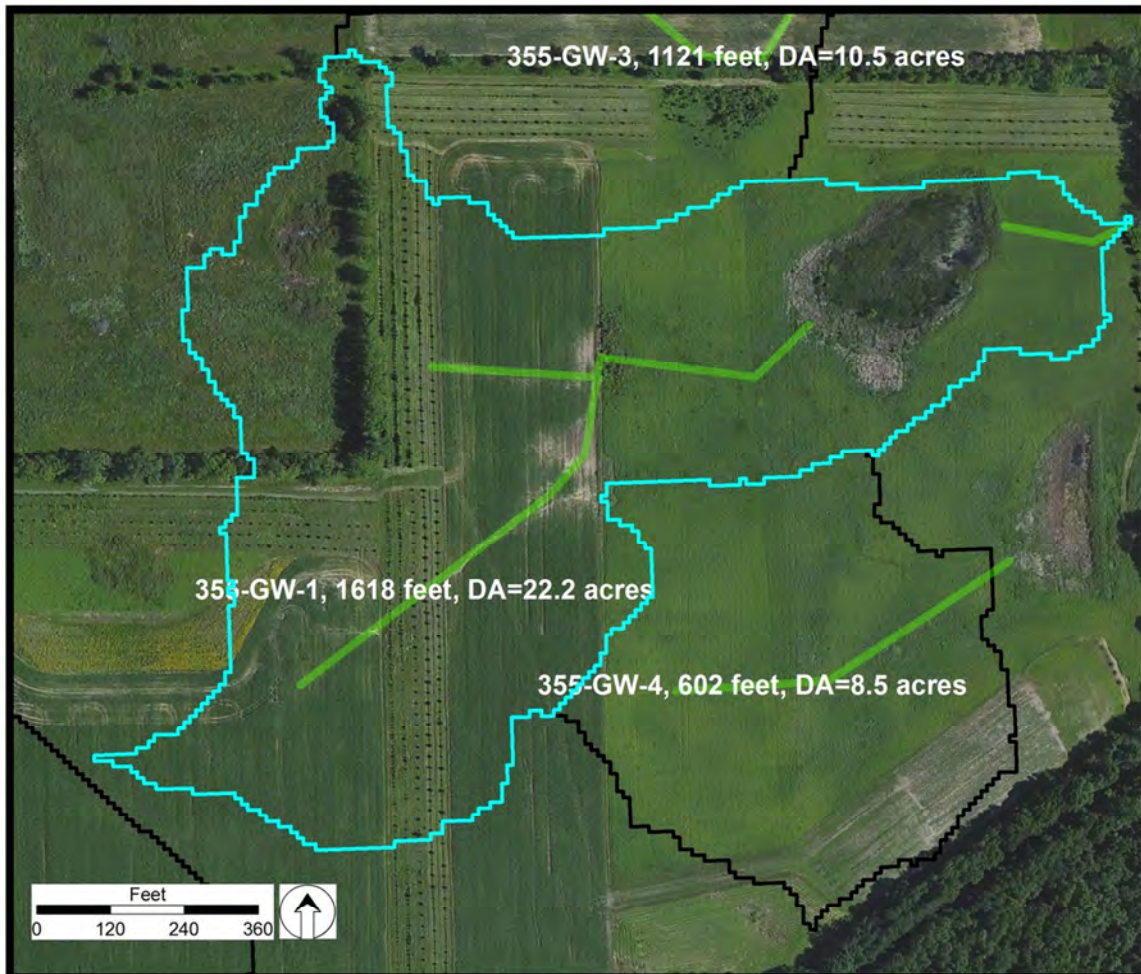 355-GW-3, 1121 feet, DA=10.5 acres
355-GW-1, 1618 feet, DA=22.2 acres
355-GW-4, 602 feet, DA=8.5 acres
Feet
0 120 240 360